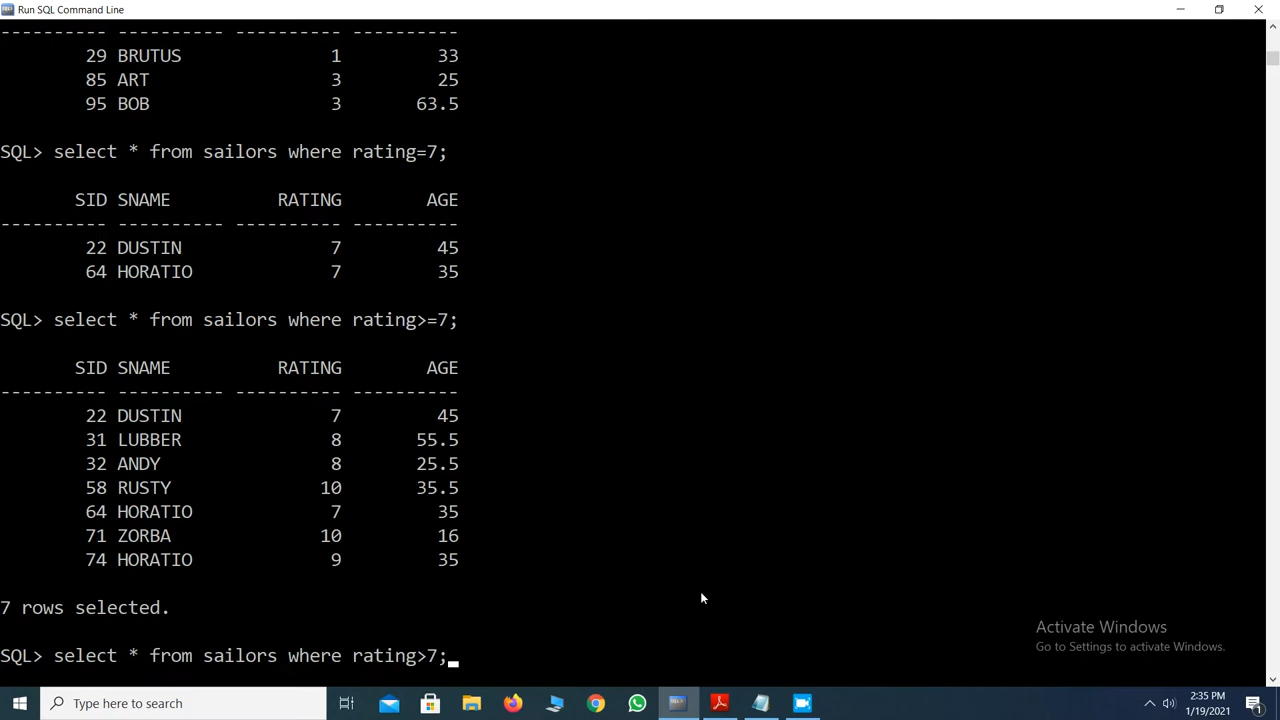 Run SQL Command Line
---------- ---------- ---------- ----------
        29 BRUTUS              1         33
        85 ART                 3         25
        95 BOB                 3       63.5
SQL> select * from sailors where rating=7;
       SID SNAME          RATING        AGE
---------- ---------- ---------- ----------
        22 DUSTIN              7         45
        64 HORATIO             7         35
SQL> select * from sailors where rating>=7;
       SID SNAME          RATING        AGE
---------- ---------- ---------- ----------
        22 DUSTIN              7         45
        31 LUBBER              8       55.5
        32 ANDY                8       25.5
        58 RUSTY              10       35.5
        64 HORATIO             7         35
        71 ZORBA              10         16
        74 HORATIO             9         35
7 rows selected.
SQL> select * from sailors where rating>7;
Activate Windows
Go to Settings to activate Windows.
Type here to search
2:35 PM
1/19/2021
1